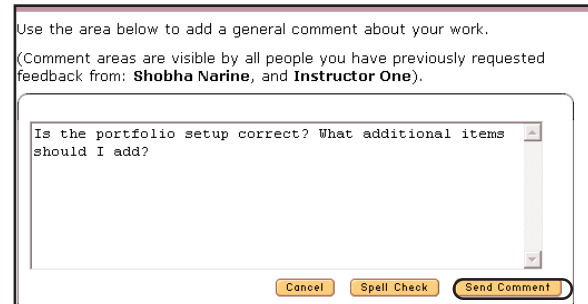 Use the area below to add a general comment about your work.
(Comment areas are visible by all people you have previously requested
feedback from: Shobha Narine, and Instructor One).
Is the portfolio setup correct? What additional items
should I add?
Cancel Spell Check Send Comment